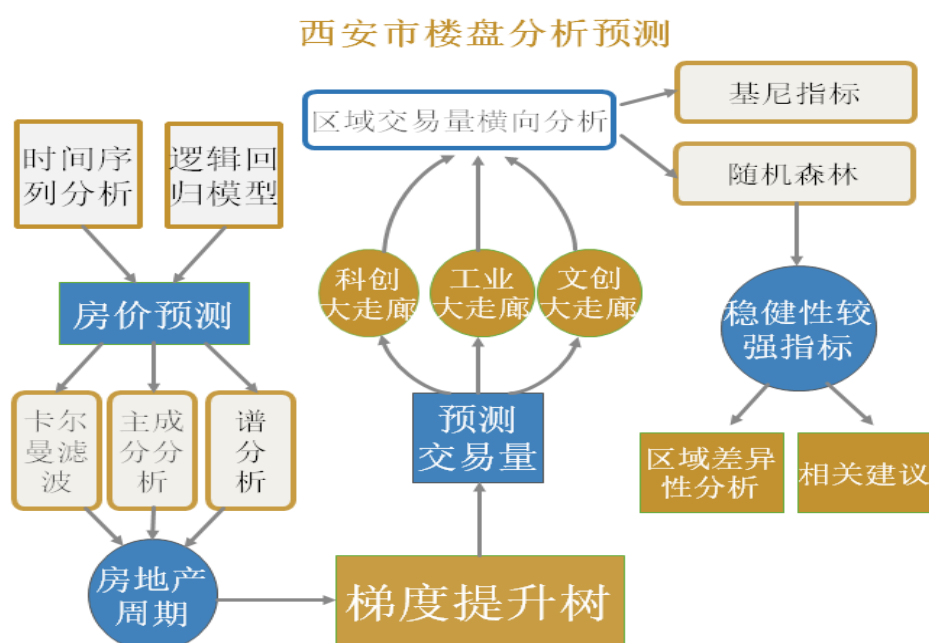 西安市楼盘分析预测
区域交易量横向分析
基尼指标
随机森林
时间序
列分析
逻辑回
归模型
房价预测
科创
大走廊
工业
大走廊
文创
大走廊
稳健性较
强指标
卡尔
曼滤
波
主成
分分
析
谱
分
析
预测
交易量
区域差异
性分析
相关建议
房地产
周期
梯度提升树